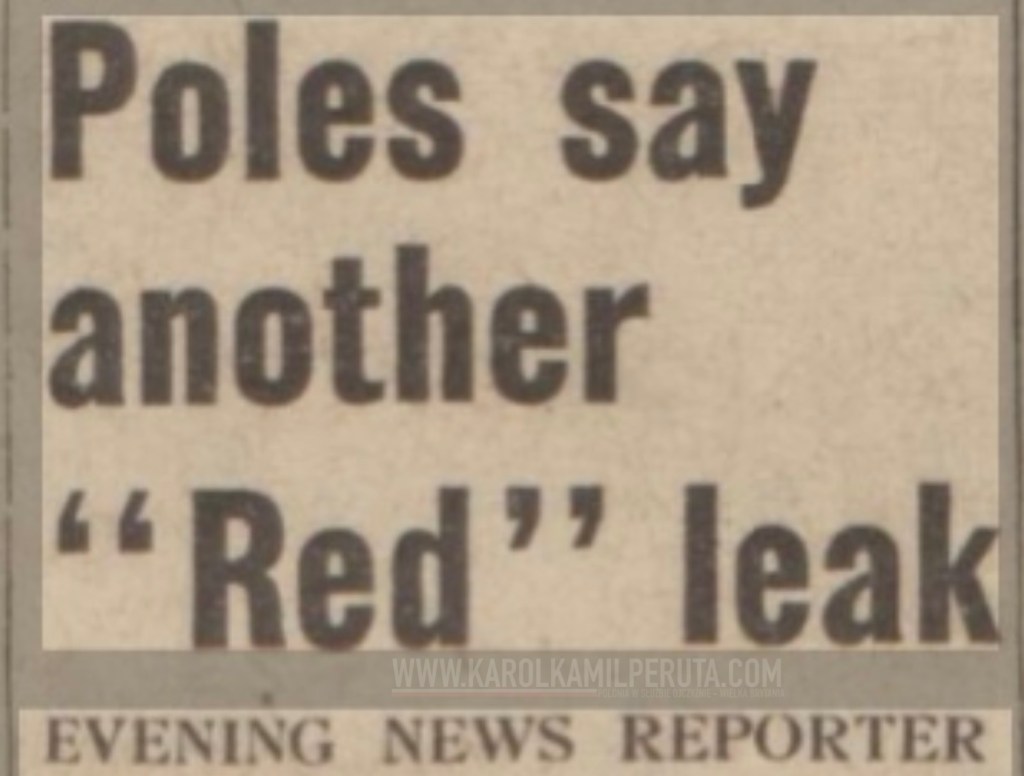 Poles say
another
“Red” leak
WWW.KAROLKAMILPERUTA.COM
EVENING NEWS REPORTER